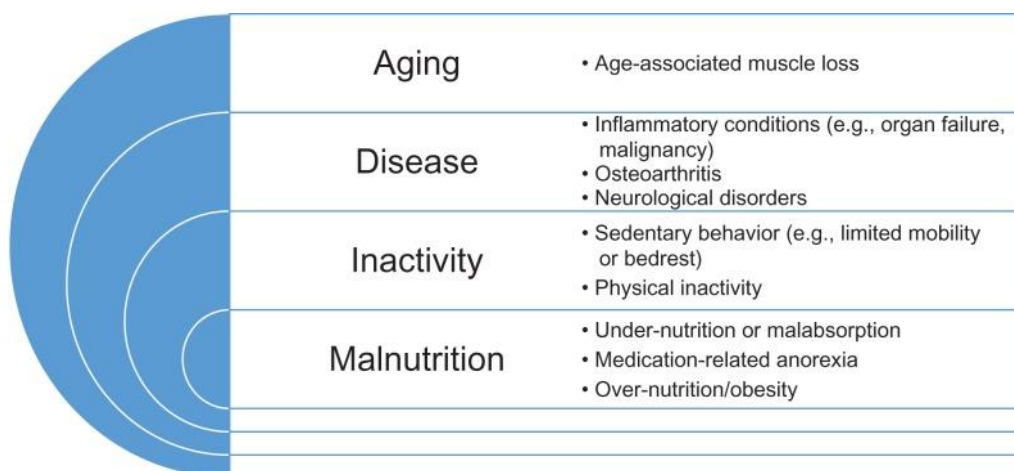 Aging
• Age-associated muscle loss
Disease
• Inflammatory conditions (e.g., organ failure,
malignancy)
• Osteoarthritis
• Neurological disorders
Inactivity
• Sedentary behavior (e.g., limited mobility
or bedrest)
• Physical inactivity
Malnutrition
• Under-nutrition or malabsorption
• Medication-related anorexia
• Over-nutrition/obesity